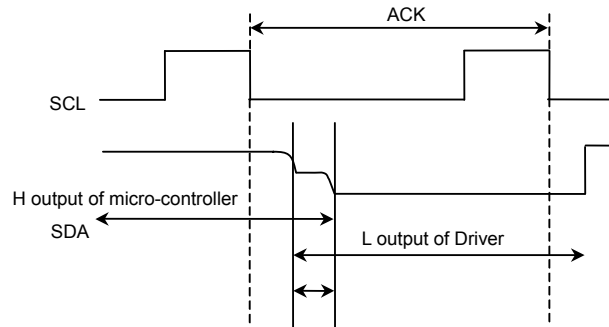 ACK
SCL
H output of micro-controller
SDA
L output of Driver